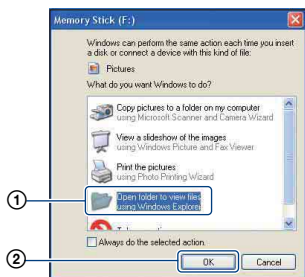 Memory Stick (F:)
Windows can perform the same action each time you insert
a disk or connect a device with this kind of file:
Pictures
What do you want Windows to do?
Copy pictures to a folder on my computer
using Microsoft Scanner and Camera Wizard
View a slideshow of the images
using Windows Picture and Fax Viewer
Print the pictures
using Photo Printing Wizard
① Open folder to view files
using Windows Explorer
Always do the selected action.
② OK Cancel